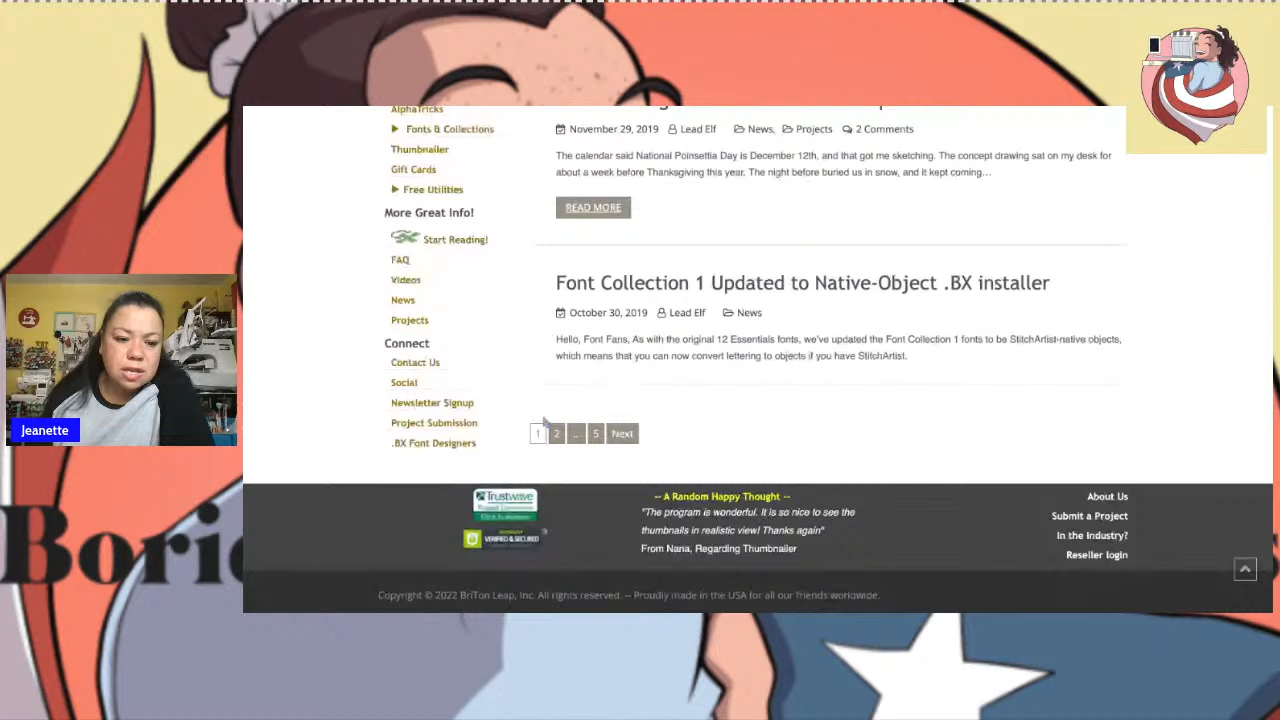 AlphaTricks
Fonts & Collections
Thumbnailer
Gift Cards
Free Utilities
More Great Info!
Start Reading!
FAQ
Videos
News
Projects
Connect
Contact Us
Social
Newsletter Signup
Project Submission
.BX Font Designers
November 29, 2019 Lead Elf News, Projects 2 Comments
The calendar said National Poinsettia Day is December 12th, and that got me sketching. The concept drawing sat on my desk for
about a week before Thanksgiving this year. The night before buried us in snow, and it kept coming…
READ MORE
Font Collection 1 Updated to Native-Object .BX installer
October 30, 2019 Lead Elf News
Hello, Font Fans, As with the original 12 Essentials fonts, we've updated the Font Collection 1 fonts to be StitchArtist-native objects,
which means that you can now convert lettering to objects if you have StitchArtist.
1 2 ... 5 Next
Jeanette
Boric
Trustwave
VERIFIED & SECURED
-- A Random Happy Thought --
"The program is wonderful. It is so nice to see the
thumbnails in realistic view! Thanks again"
From Nana, Regarding Thumbnailer
About Us
Submit a Project
In the Industry?
Reseller login
Copyright © 2022 BriTon Leap, Inc. All rights reserved. -- Proudly made in the USA for all our friends worldwide.